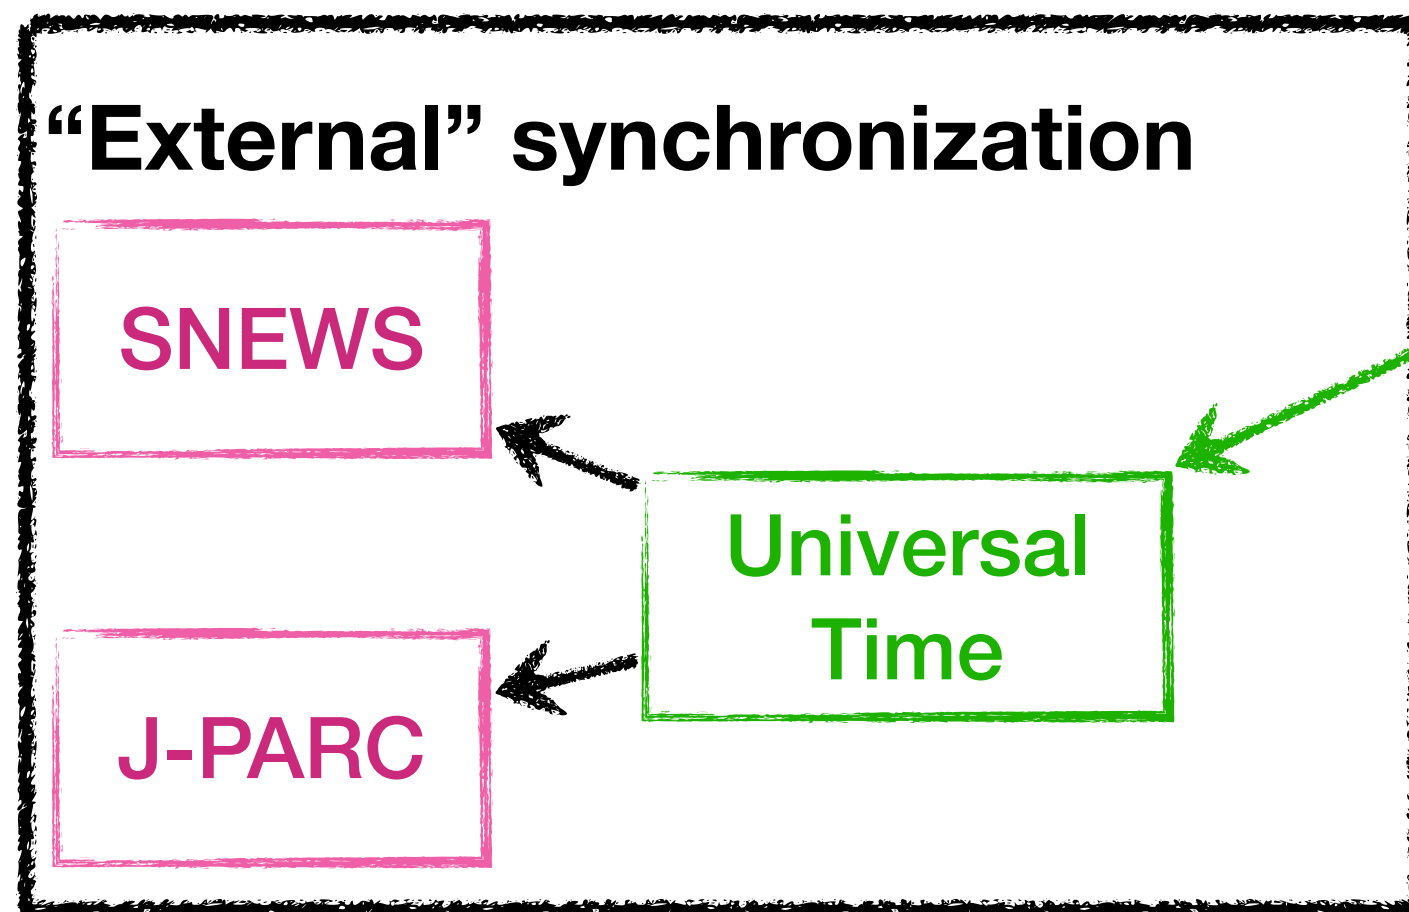 “External” synchronization
SNEWS
Universal
Time
J-PARC